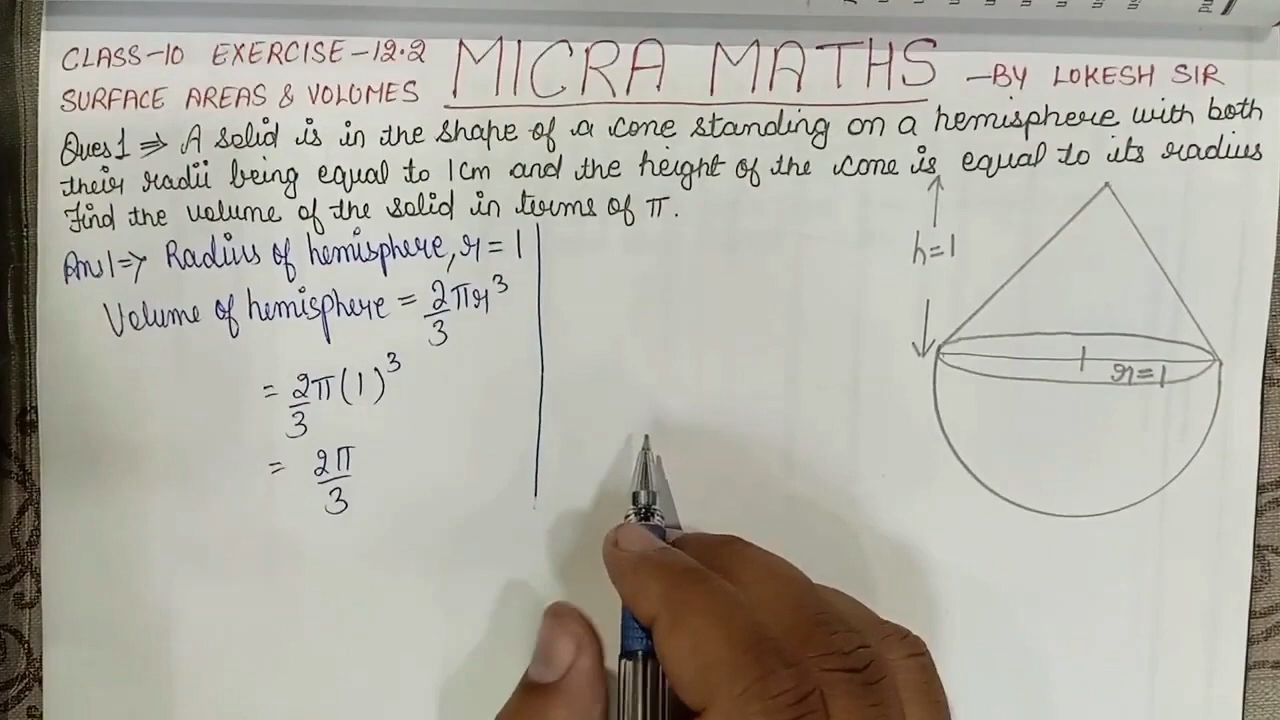 CLASS-10 EXERCISE-12.2 MICRA MATHS -BY LOKESH SIR
SURFACE AREAS & VOLUMES
Ques 1 ⇒ A solid is in the shape of a cone standing on a hemisphere with both
their radii being equal to 1cm and the height of the cone is equal to its radius
Find the volume of the solid in terms of π.
Ans1 ⇒ Radius of hemisphere, r = 1
Volume of hemisphere = 2/3 πr³
= 2/3 π(1)³
= 2π/3
h=1
r=1